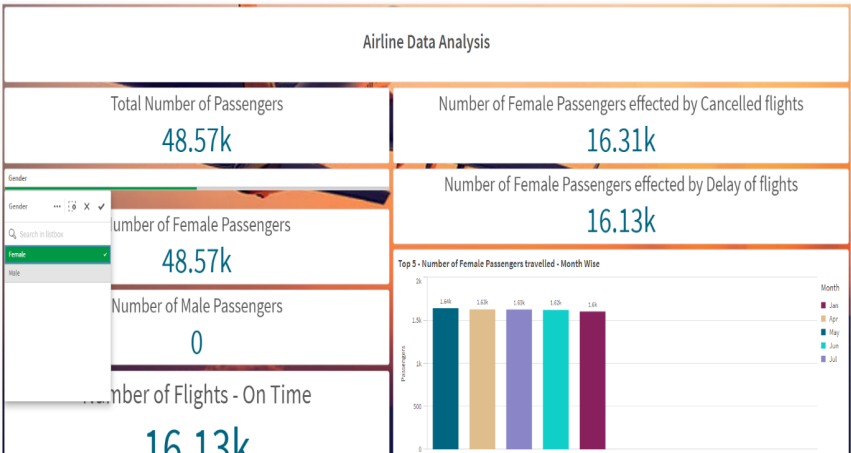 Airline Data Analysis
Total Number of Passengers
48.57k
Number of Female Passengers effected by Cancelled flights
16.31k
Gender
Gender
Search in listbox
Female
Male
Number of Female Passengers
48.57k
Number of Male Passengers
0
Number of Flights - On Time
16.13k
Number of Female Passengers effected by Delay of flights
16.13k
Top 5 - Number of Female Passengers travelled - Month Wise
Passengers
2k
1.5k
1k
500
0
1.64k
1.63k
1.63k
1.62k
1.6k
Month
Jan
Apr
May
Jun
Jul